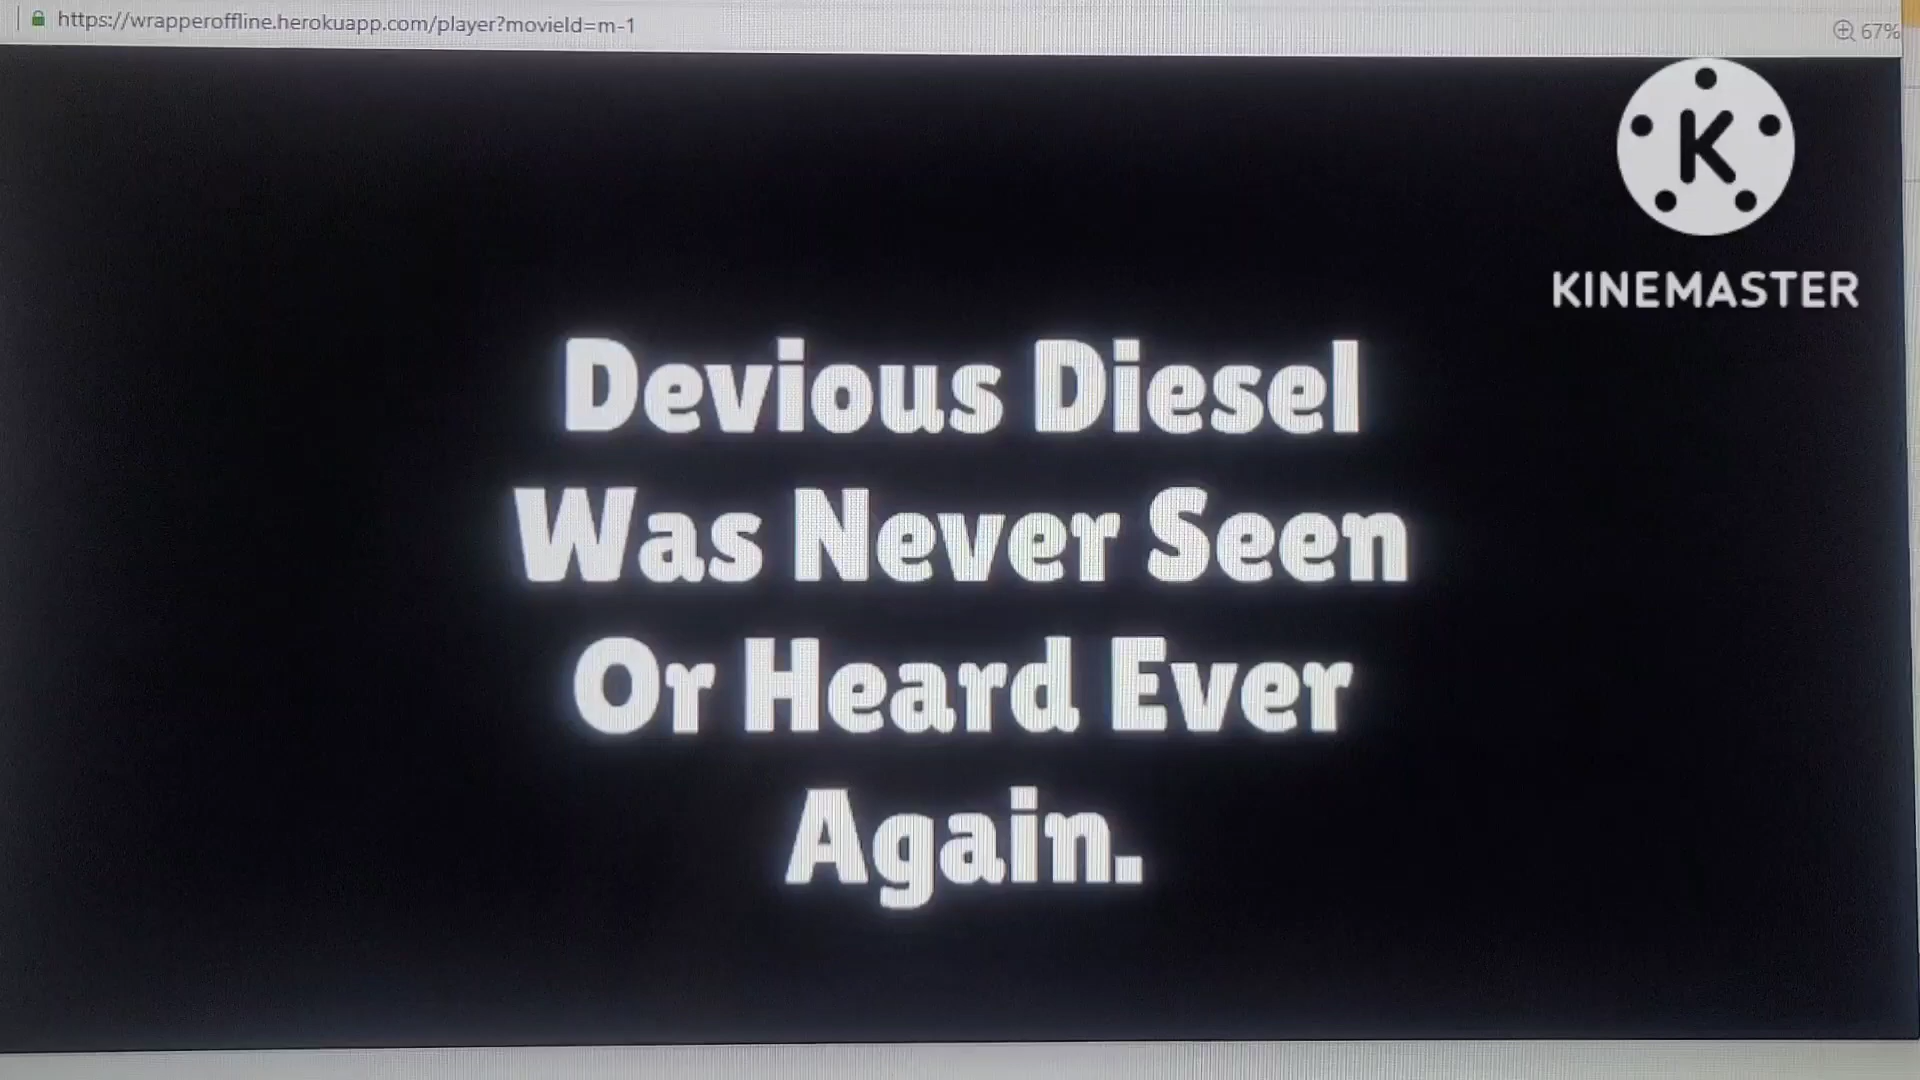 https://wrapperoffline.herokuapp.com/player?movieId=m-1
67%
K
KINEMASTER
Devious Diesel
Was Never Seen
Or Heard Ever
Again.